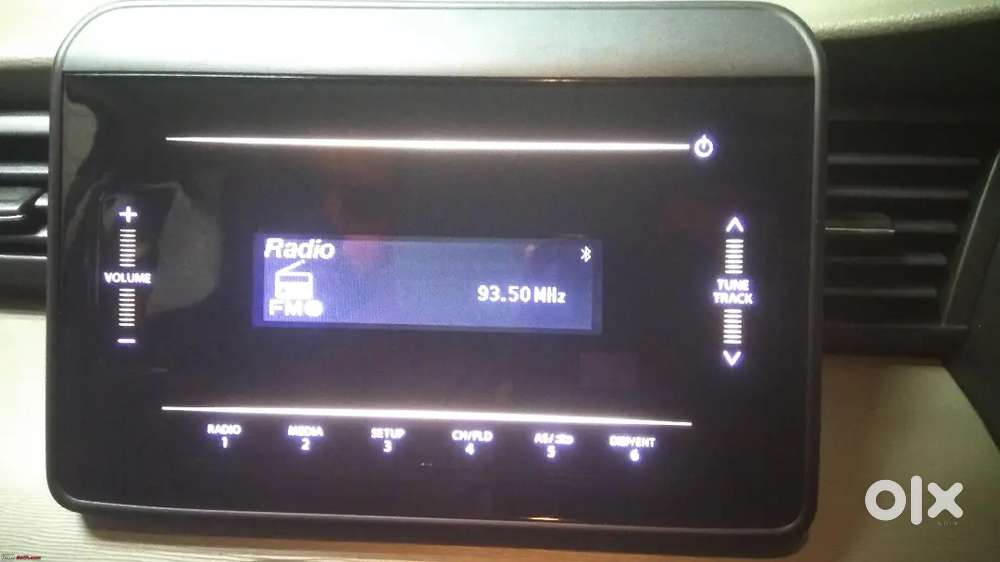 Radio
FM
93.50 MHz
+
VOLUME
−
TUNE
TRACK
RADIO
1
MEDIA
2
SETUP
3
CH/FLD
4
AS/
5
DISP/ENT
6
olx